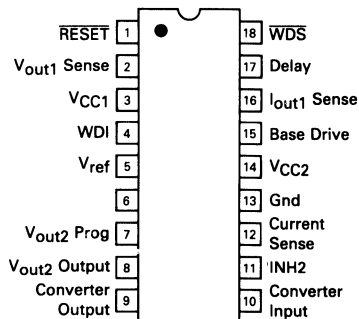 RESET 1
18 WDS
Vout1 Sense 2
17 Delay
VCC1 3
16 Iout1 Sense
WDI 4
15 Base Drive
Vref 5
14 VCC2
6
13 Gnd
Vout2 Prog 7
12 Current
Sense
Vout2 Output 8
11 INH2
Converter
Output 9
10 Converter
Input